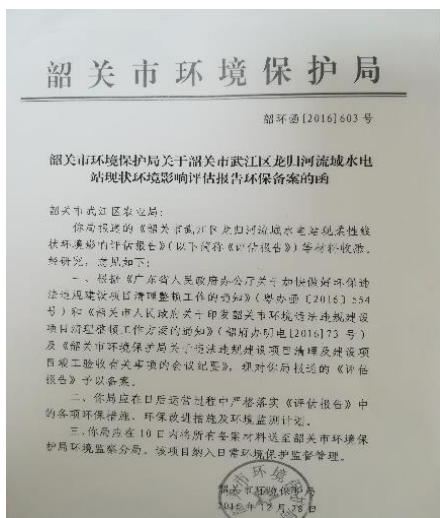 韶关市环境保护局
韶环函[2016]603号
韶关市环境保护局关于韶关市武江区龙归河流域水电
站现状环境影响评估报告环保备案的函
韶关市武江区农业局:
你局报送的《韶关市武江区龙归河流域水电站现
状环境影响评估报告》(以下简称《评估报告》)等材料收悉。
经研究,意见如下:
一、根据《广东省人民政府办公厅关于加快做好环保违
法违规建设项目清理整顿工作的通知》(粤办函〔2016〕554
号)和《韶关市人民政府关于印发韶关市环境违法违规建设
项目清理整顿工作方案的通知》(韶府办明电[2016]73号)
及《韶关市环境保护局关于违法违规建设项目清理及建设项
目竣工验收有关事项的会议纪要》,现对你局报送的《评估
报告》予以备案。
二、你局应在日后运营过程中严格落实《评估报告》中
的各项环保措施、环保改进措施及环境监测计划。
三、你局应在10日内将所有备案材料送至韶关市环境保
护局环境监察分局。该项目纳入日常环境保护监督管理。
韶关市环境保护局
2016年12月28日